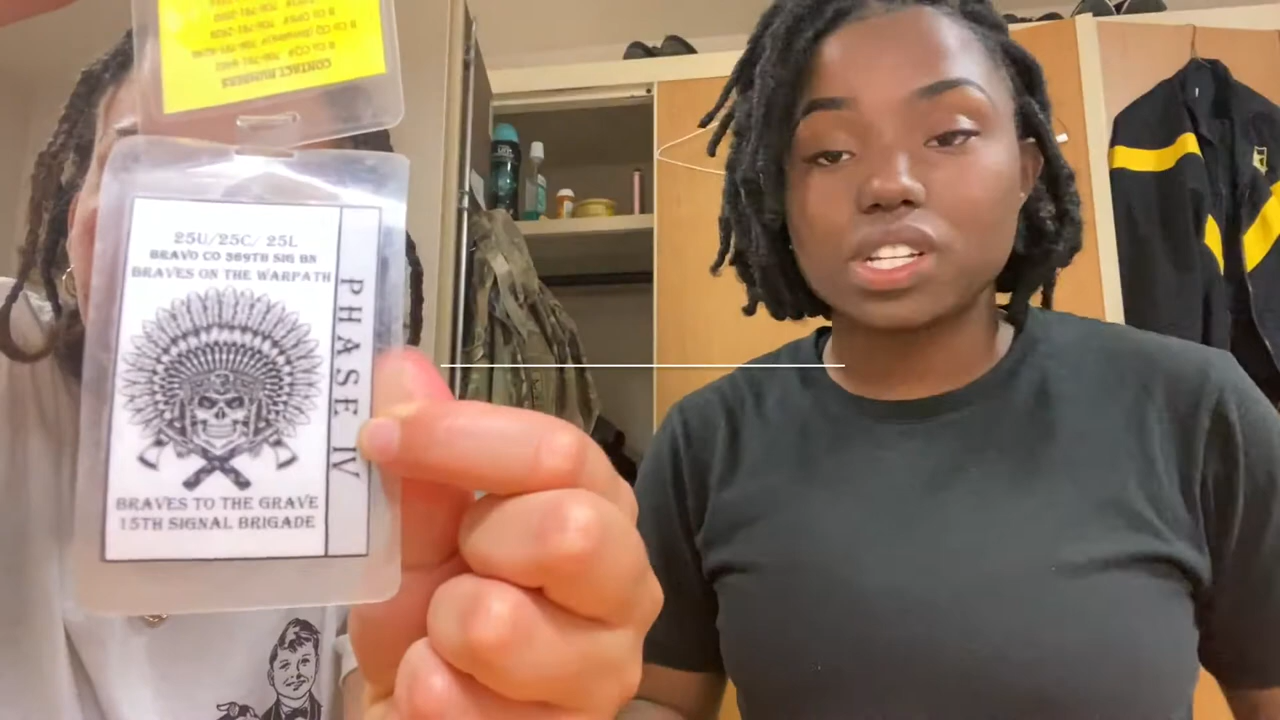 CONTACT NUMBERS
25U/25C/ 25L
BRAVO CO 369TH SIG BN
BRAVES ON THE WARPATH
PHASE IV
BRAVES TO THE GRAVE
15TH SIGNAL BRIGADE